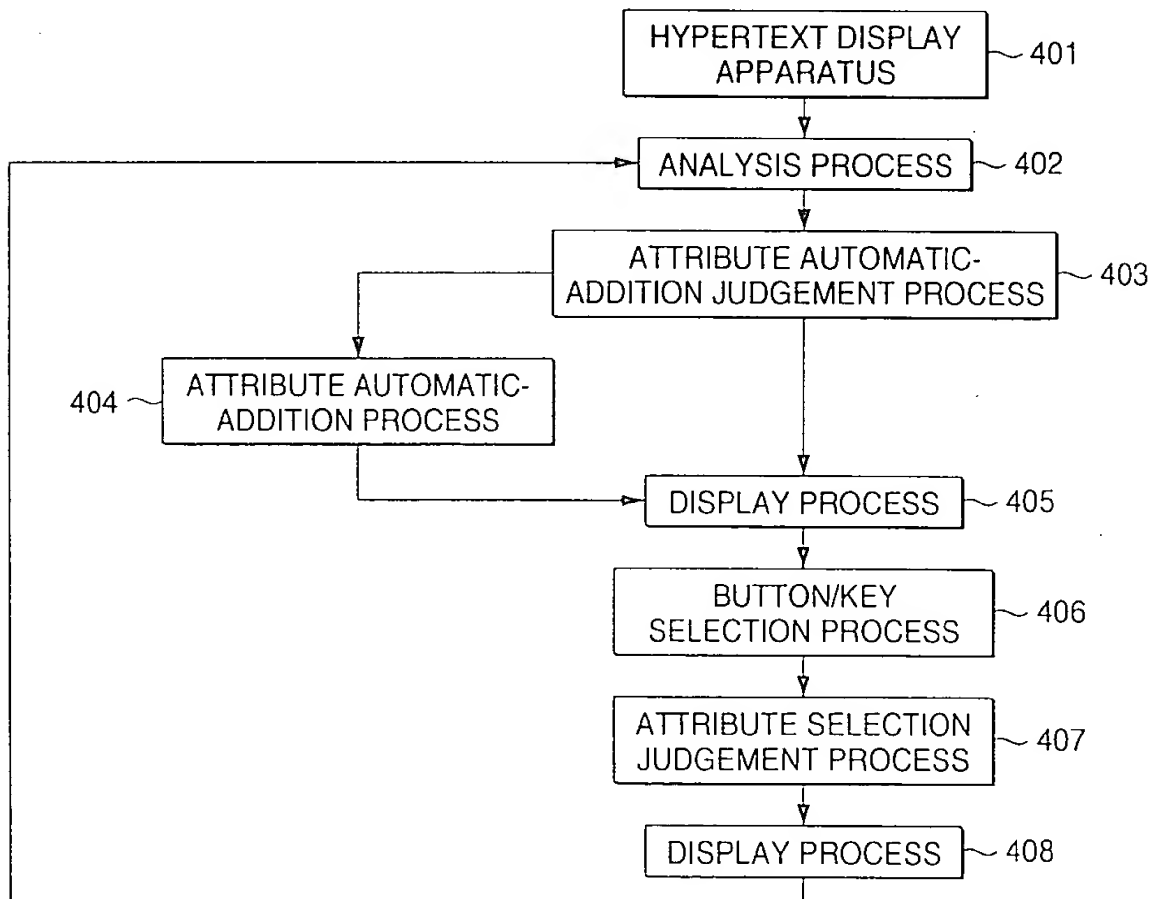 HYPERTEXT DISPLAY
APPARATUS
401
ANALYSIS PROCESS
402
ATTRIBUTE AUTOMATIC-
ADDITION JUDGEMENT PROCESS
403
ATTRIBUTE AUTOMATIC-
ADDITION PROCESS
404
DISPLAY PROCESS
405
BUTTON/KEY
SELECTION PROCESS
406
ATTRIBUTE SELECTION
JUDGEMENT PROCESS
407
DISPLAY PROCESS
408